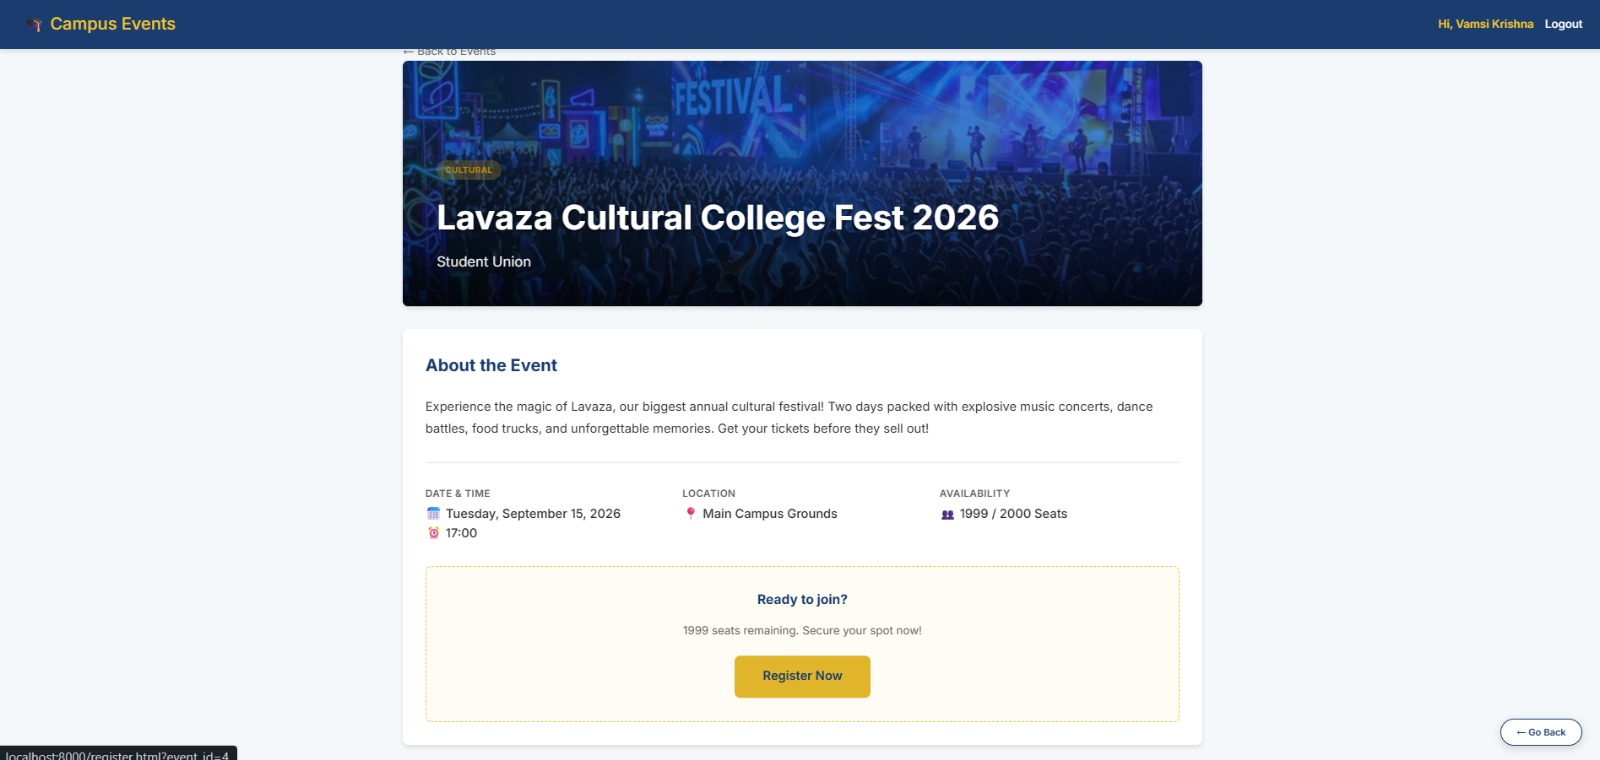 Campus Events
Hi, Vamsi Krishna Logout
← Back to Events
FESTIVAL
CULTURAL
Lavaza Cultural College Fest 2026
Student Union
About the Event
Experience the magic of Lavaza, our biggest annual cultural festival! Two days packed with explosive music concerts, dance
battles, food trucks, and unforgettable memories. Get your tickets before they sell out!
DATE & TIME
Tuesday, September 15, 2026
17:00
LOCATION
Main Campus Grounds
AVAILABILITY
1999 / 2000 Seats
Ready to join?
1999 seats remaining. Secure your spot now!
Register Now
← Go Back
localhost:8000/register.html?event_id=4